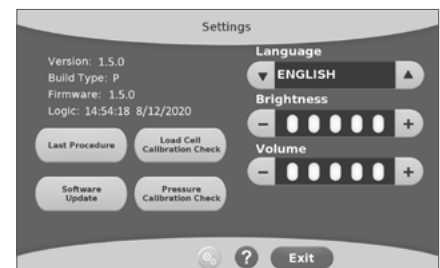 Settings
Version: 1.5.0
Build Type: P
Firmware: 1.5.0
Logic: 14:54:18 8/12/2020
Last Procedure
Load Cell
Calibration Check
Software
Update
Pressure
Calibration Check
Language
ENGLISH
Brightness
- +
Volume
- +
? Exit